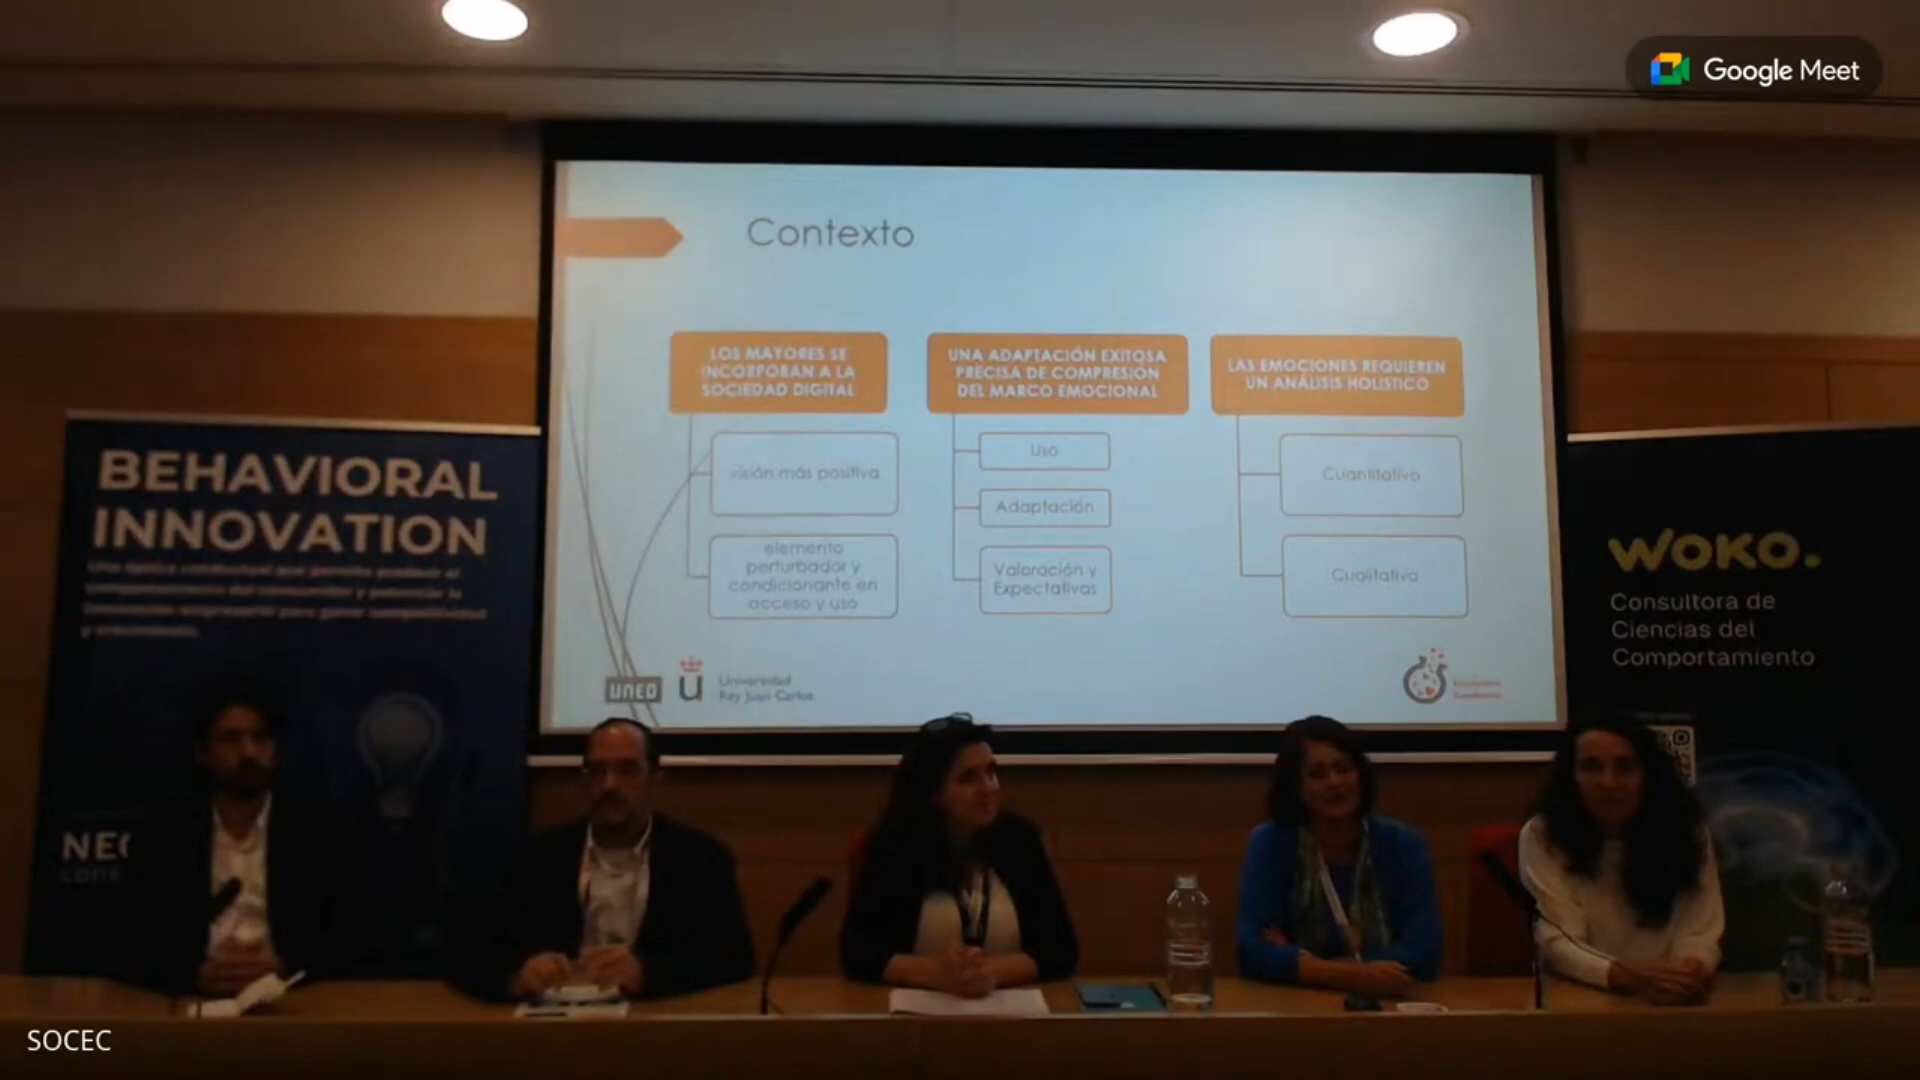 Google Meet
Contexto
LOS MAYORES SE
INCORPORAN A LA
SOCIEDAD DIGITAL
visión más positiva
elemento
perturbador y
condicionante en
acceso y uso
UNA ADAPTACIÓN EXITOSA
PRECISA DE COMPRESIÓN
DEL MARCO EMOCIONAL
Uso
Adaptación
Valoración y
Expectativas
LAS EMOCIONES REQUIEREN
UN ANÁLISIS HOLISTICO
Cuantitativo
Cualitativo
UNED
Universidad
Rey Juan Carlos
BEHAVIORAL
INNOVATION
WOKO.
Consultora de
Ciencias del
Comportamiento
SOCEC